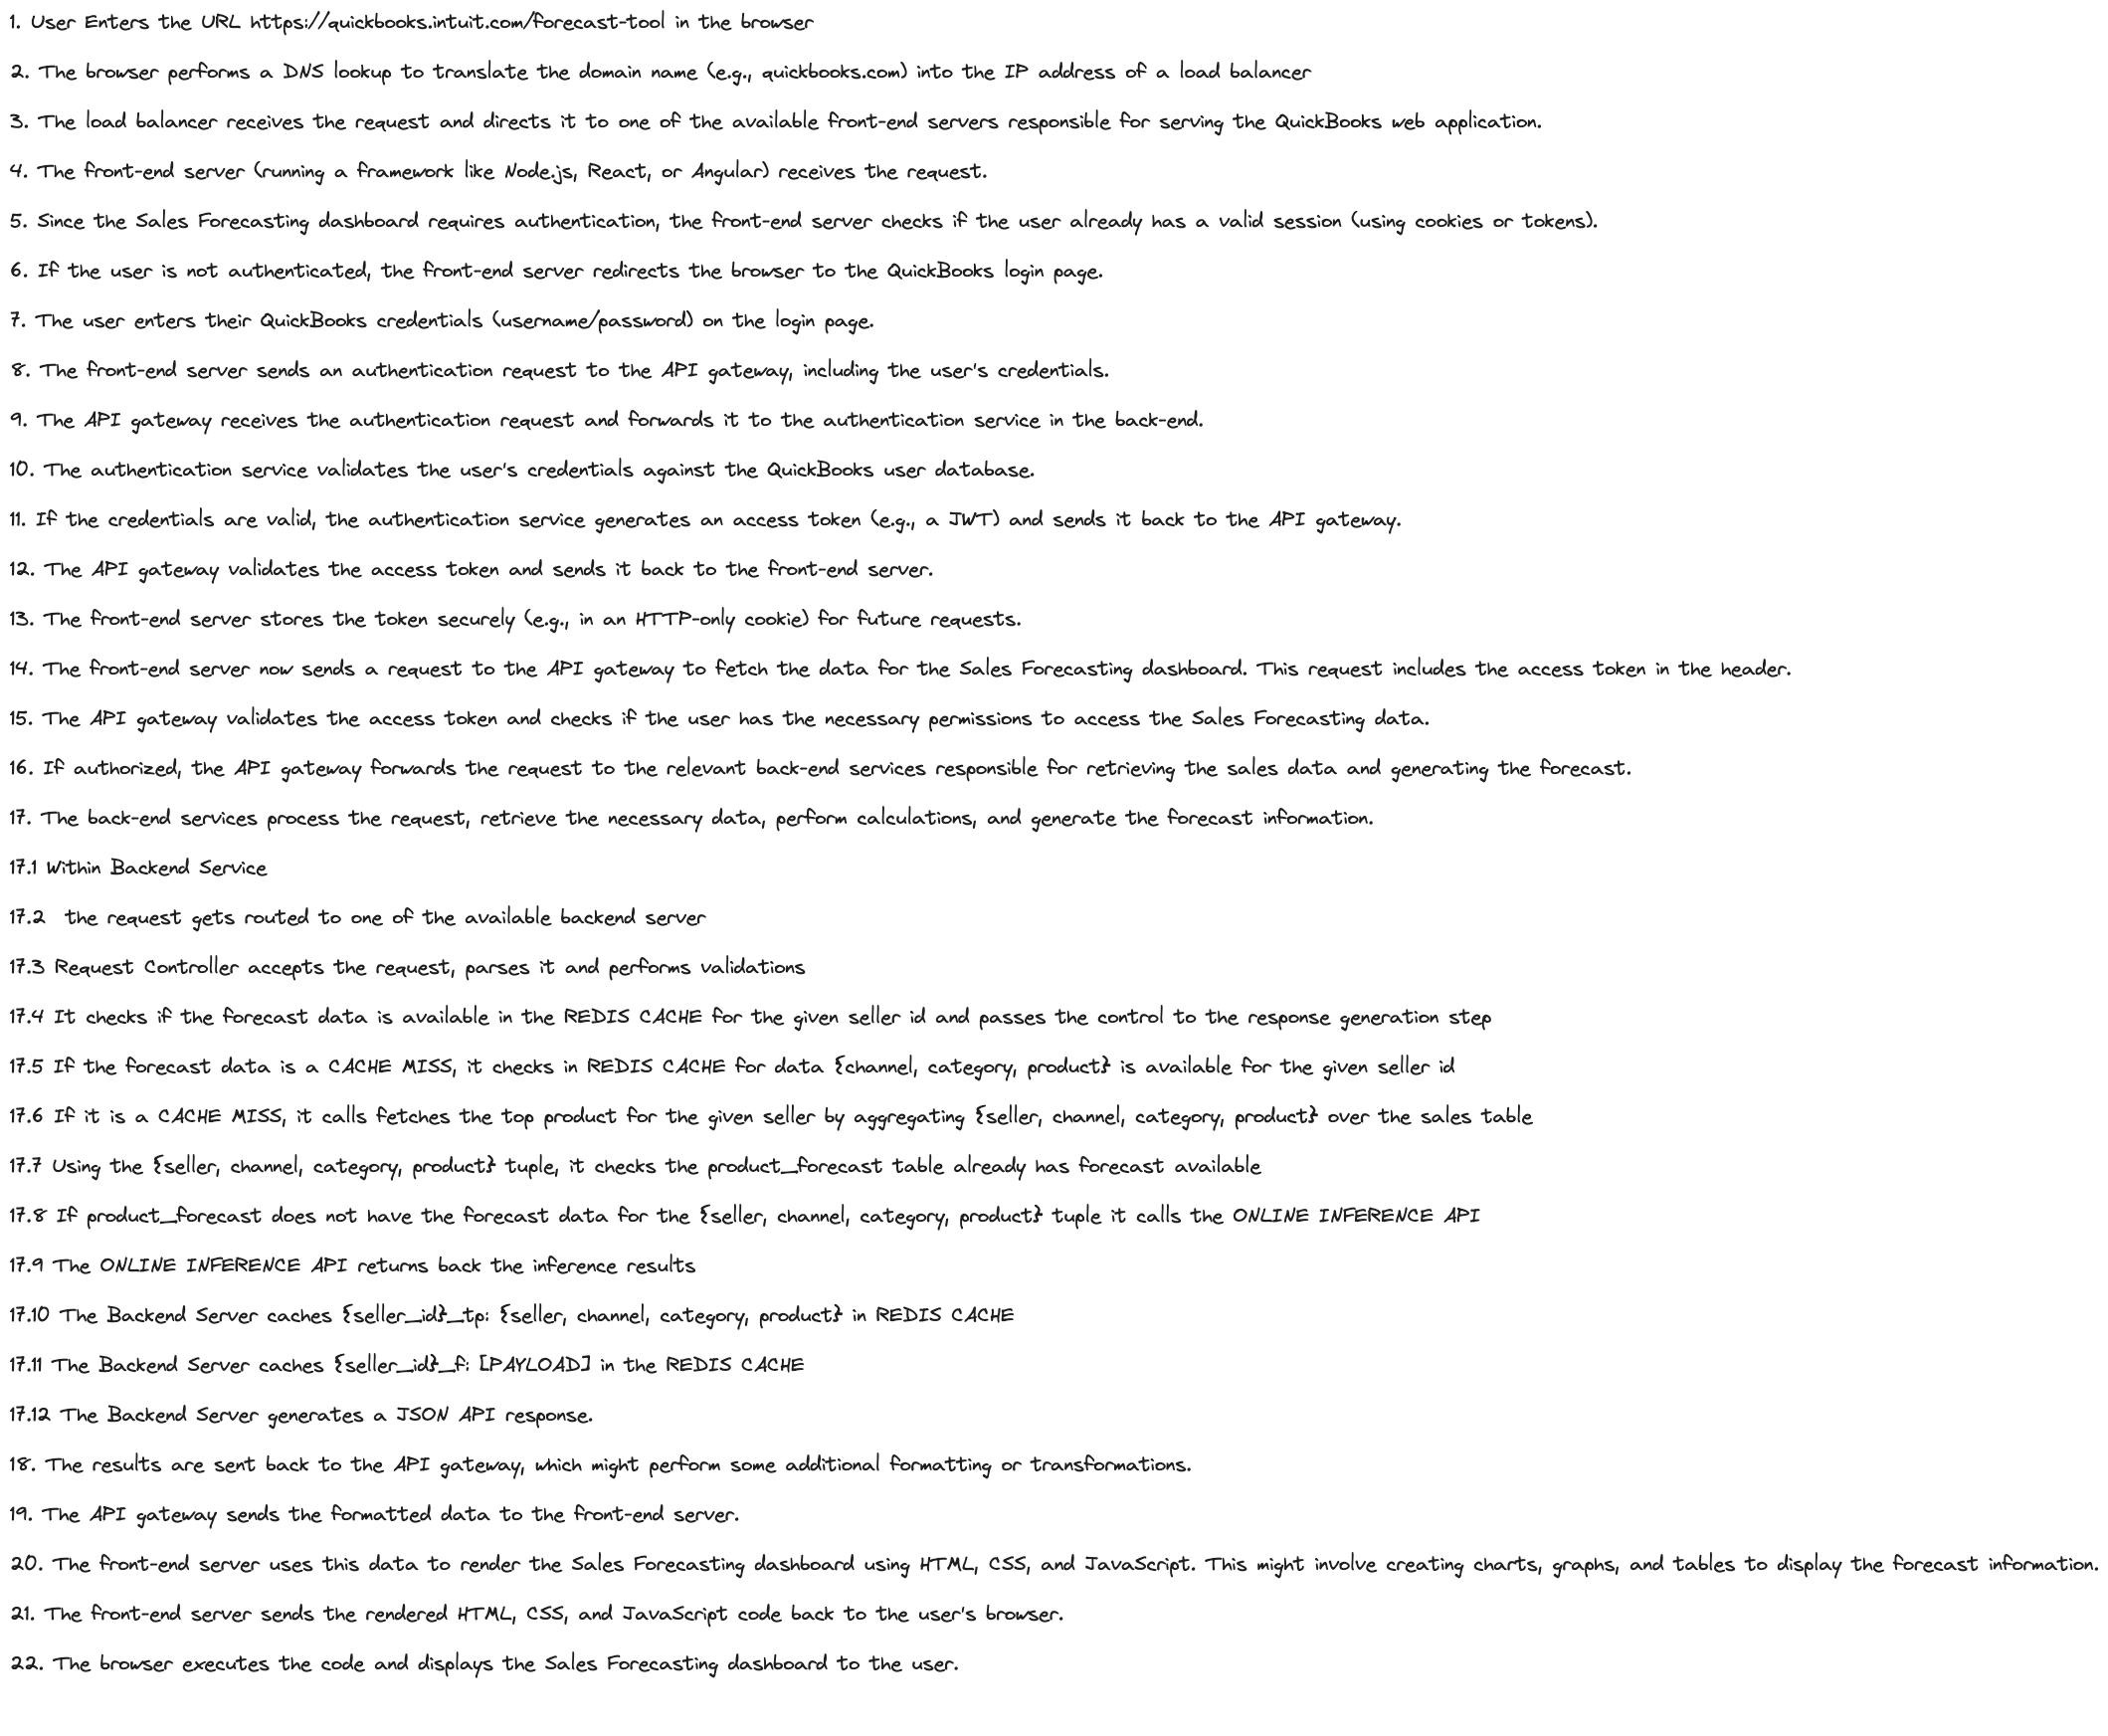 1. User Enters the URL https://quickbooks.intuit.com/forecast-tool in the browser
2. The browser performs a DNS lookup to translate the domain name (e.g., quickbooks.com) into the IP address of a load balancer
3. The load balancer receives the request and directs it to one of the available front-end servers responsible for serving the QuickBooks web application.
4. The front-end server (running a framework like Node.js, React, or Angular) receives the request.
5. Since the Sales Forecasting dashboard requires authentication, the front-end server checks if the user already has a valid session (using cookies or tokens).
6. If the user is not authenticated, the front-end server redirects the browser to the QuickBooks login page.
7. The user enters their QuickBooks credentials (username/password) on the login page.
8. The front-end server sends an authentication request to the API gateway, including the user's credentials.
9. The API gateway receives the authentication request and forwards it to the authentication service in the back-end.
10. The authentication service validates the user's credentials against the QuickBooks user database.
11. If the credentials are valid, the authentication service generates an access token (e.g., a JWT) and sends it back to the API gateway.
12. The API gateway validates the access token and sends it back to the front-end server.
13. The front-end server stores the token securely (e.g., in an HTTP-only cookie) for future requests.
14. The front-end server now sends a request to the API gateway to fetch the data for the Sales Forecasting dashboard. This request includes the access token in the header.
15. The API gateway validates the access token and checks if the user has the necessary permissions to access the Sales Forecasting data.
16. If authorized, the API gateway forwards the request to the relevant back-end services responsible for retrieving the sales data and generating the forecast.
17. The back-end services process the request, retrieve the necessary data, perform calculations, and generate the forecast information.
17.1 Within Backend Service
17.2 the request gets routed to one of the available backend server
17.3 Request Controller accepts the request, parses it and performs validations
17.4 It checks if the forecast data is available in the REDIS CACHE for the given seller id and passes the control to the response generation step
17.5 If the forecast data is a CACHE MISS, it checks in REDIS CACHE for data {channel, category, product} is available for the given seller id
17.6 If it is a CACHE MISS, it calls fetches the top product for the given seller by aggregating {seller, channel, category, product} over the sales table
17.7 Using the {seller, channel, category, product} tuple, it checks the product_forecast table already has forecast available
17.8 If product_forecast does not have the forecast data for the {seller, channel, category, product} tuple it calls the ONLINE INFERENCE API
17.9 The ONLINE INFERENCE API returns back the inference results
17.10 The Backend Server caches {seller_id}_tp: {seller, channel, category, product} in REDIS CACHE
17.11 The Backend Server caches {seller_id}_f: [PAYLOAD] in the REDIS CACHE
17.12 The Backend Server generates a JSON API response.
18. The results are sent back to the API gateway, which might perform some additional formatting or transformations.
19. The API gateway sends the formatted data to the front-end server.
20. The front-end server uses this data to render the Sales Forecasting dashboard using HTML, CSS, and JavaScript. This might involve creating charts, graphs, and tables to display the forecast information.
21. The front-end server sends the rendered HTML, CSS, and JavaScript code back to the user's browser.
22. The browser executes the code and displays the Sales Forecasting dashboard to the user.